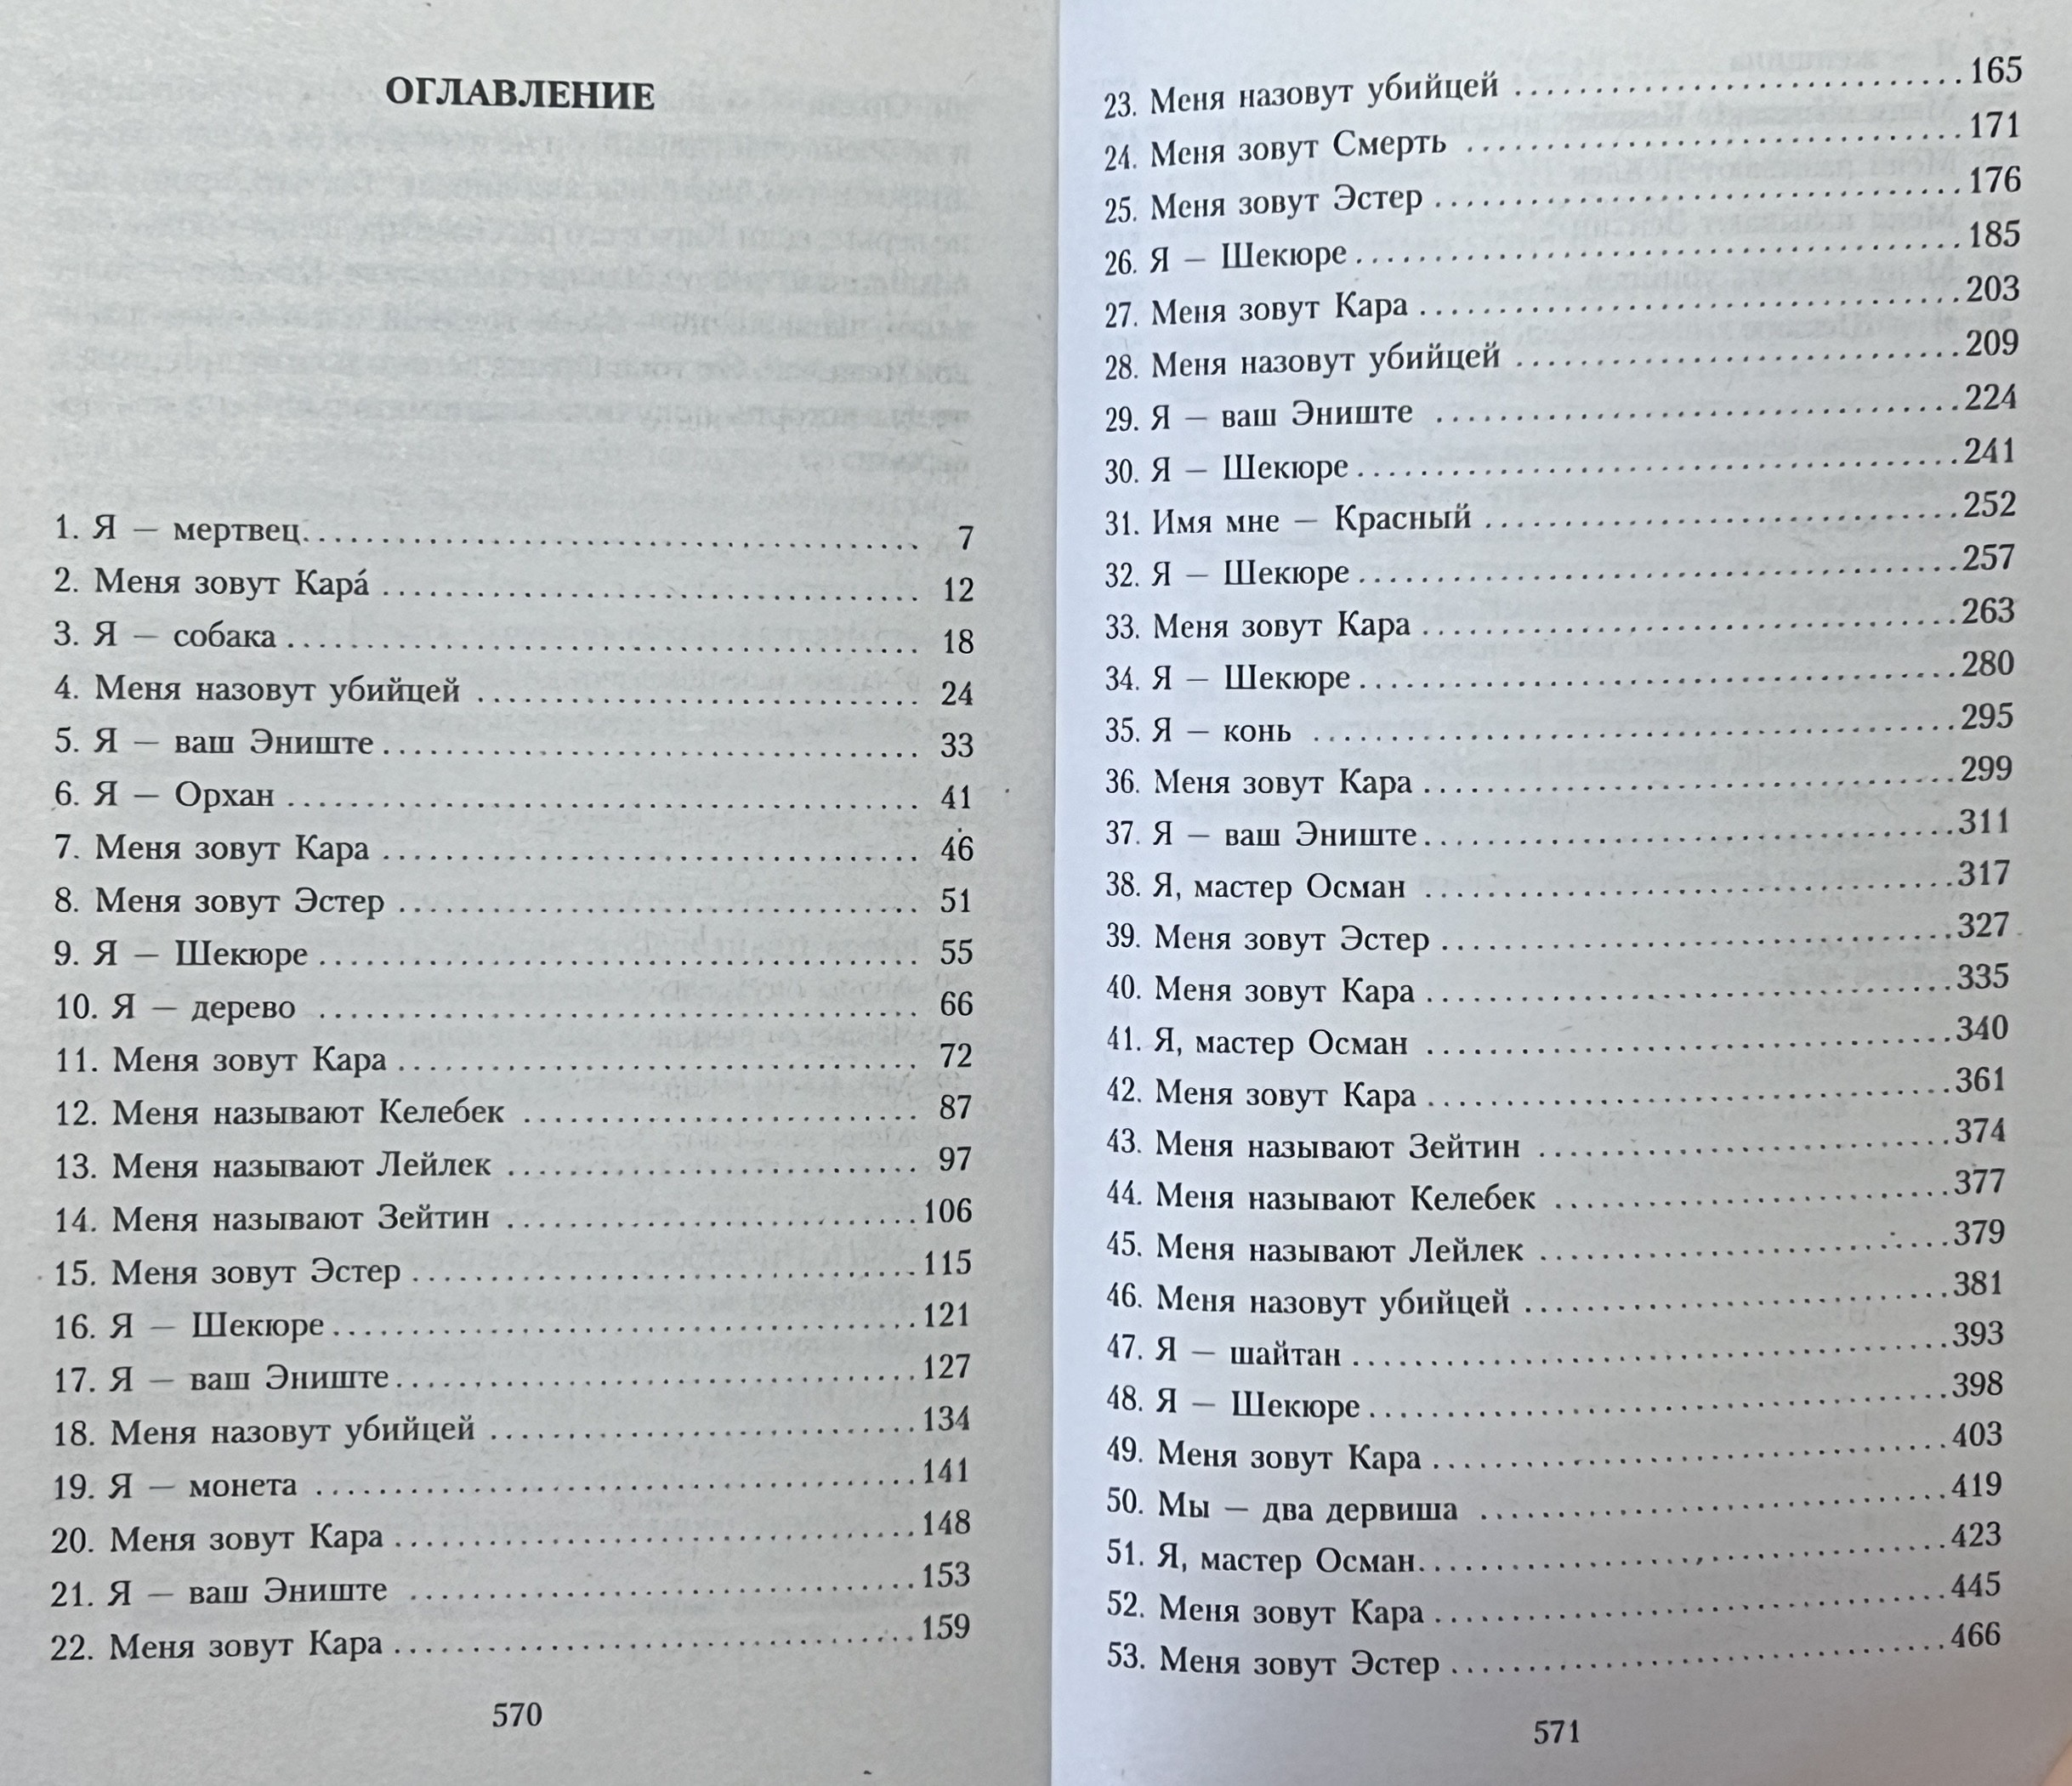 ОГЛАВЛЕНИЕ
1. Я — мертвец. . . . . . . . . . . . . . . . . . . . . . . . . . . . . . . . . . . . . . . 7
2. Меня зовут Кара́ . . . . . . . . . . . . . . . . . . . . . . . . . . . . . . . . . . 12
3. Я — собака . . . . . . . . . . . . . . . . . . . . . . . . . . . . . . . . . . . . . . . . 18
4. Меня назовут убийцей . . . . . . . . . . . . . . . . . . . . . . . . . . . . 24
5. Я — ваш Эниште . . . . . . . . . . . . . . . . . . . . . . . . . . . . . . . . . . 33
6. Я — Орхан . . . . . . . . . . . . . . . . . . . . . . . . . . . . . . . . . . . . . . . . 41
7. Меня зовут Кара . . . . . . . . . . . . . . . . . . . . . . . . . . . . . . . . . . 46
8. Меня зовут Эстер . . . . . . . . . . . . . . . . . . . . . . . . . . . . . . . . . 51
9. Я — Шекюре . . . . . . . . . . . . . . . . . . . . . . . . . . . . . . . . . . . . . . 55
10. Я — дерево . . . . . . . . . . . . . . . . . . . . . . . . . . . . . . . . . . . . . . 66
11. Меня зовут Кара . . . . . . . . . . . . . . . . . . . . . . . . . . . . . . . . . 72
12. Меня называют Келебек . . . . . . . . . . . . . . . . . . . . . . . . . 87
13. Меня называют Лейлек . . . . . . . . . . . . . . . . . . . . . . . . . . 97
14. Меня называют Зейтин . . . . . . . . . . . . . . . . . . . . . . . . . . 106
15. Меня зовут Эстер . . . . . . . . . . . . . . . . . . . . . . . . . . . . . . . . 115
16. Я — Шекюре . . . . . . . . . . . . . . . . . . . . . . . . . . . . . . . . . . . . . 121
17. Я — ваш Эниште . . . . . . . . . . . . . . . . . . . . . . . . . . . . . . . . . 127
18. Меня назовут убийцей . . . . . . . . . . . . . . . . . . . . . . . . . . . 134
19. Я — монета . . . . . . . . . . . . . . . . . . . . . . . . . . . . . . . . . . . . . . 141
20. Меня зовут Кара . . . . . . . . . . . . . . . . . . . . . . . . . . . . . . . . . 148
21. Я — ваш Эниште . . . . . . . . . . . . . . . . . . . . . . . . . . . . . . . . 153
22. Меня зовут Кара . . . . . . . . . . . . . . . . . . . . . . . . . . . . . . . . . 159
570
23. Меня назовут убийцей . . . . . . . . . . . . . . . . . . . . . . . . . . . . 165
24. Меня зовут Смерть . . . . . . . . . . . . . . . . . . . . . . . . . . . . . . . 171
25. Меня зовут Эстер . . . . . . . . . . . . . . . . . . . . . . . . . . . . . . . . . 176
26. Я — Шекюре . . . . . . . . . . . . . . . . . . . . . . . . . . . . . . . . . . . . . . 185
27. Меня зовут Кара . . . . . . . . . . . . . . . . . . . . . . . . . . . . . . . . . . 203
28. Меня назовут убийцей . . . . . . . . . . . . . . . . . . . . . . . . . . . . 209
29. Я — ваш Эниште . . . . . . . . . . . . . . . . . . . . . . . . . . . . . . . . . 224
30. Я — Шекюре . . . . . . . . . . . . . . . . . . . . . . . . . . . . . . . . . . . . . . 241
31. Имя мне — Красный . . . . . . . . . . . . . . . . . . . . . . . . . . . . . . 252
32. Я — Шекюре . . . . . . . . . . . . . . . . . . . . . . . . . . . . . . . . . . . . . . 257
33. Меня зовут Кара . . . . . . . . . . . . . . . . . . . . . . . . . . . . . . . . . . 263
34. Я — Шекюре . . . . . . . . . . . . . . . . . . . . . . . . . . . . . . . . . . . . . . 280
35. Я — конь . . . . . . . . . . . . . . . . . . . . . . . . . . . . . . . . . . . . . . . . . 295
36. Меня зовут Кара . . . . . . . . . . . . . . . . . . . . . . . . . . . . . . . . . . 299
37. Я — ваш Эниште . . . . . . . . . . . . . . . . . . . . . . . . . . . . . . . . . . 311
38. Я, мастер Осман . . . . . . . . . . . . . . . . . . . . . . . . . . . . . . . . . . 317
39. Меня зовут Эстер . . . . . . . . . . . . . . . . . . . . . . . . . . . . . . . . . 327
40. Меня зовут Кара . . . . . . . . . . . . . . . . . . . . . . . . . . . . . . . . . . 335
41. Я, мастер Осман . . . . . . . . . . . . . . . . . . . . . . . . . . . . . . . . . . 340
42. Меня зовут Кара . . . . . . . . . . . . . . . . . . . . . . . . . . . . . . . . . . 361
43. Меня называют Зейтин . . . . . . . . . . . . . . . . . . . . . . . . . . . 374
44. Меня называют Келебек . . . . . . . . . . . . . . . . . . . . . . . . . . 377
45. Меня называют Лейлек . . . . . . . . . . . . . . . . . . . . . . . . . . . 379
46. Меня назовут убийцей . . . . . . . . . . . . . . . . . . . . . . . . . . . . 381
47. Я — шайтан . . . . . . . . . . . . . . . . . . . . . . . . . . . . . . . . . . . . . . 393
48. Я — Шекюре . . . . . . . . . . . . . . . . . . . . . . . . . . . . . . . . . . . . . 398
49. Меня зовут Кара . . . . . . . . . . . . . . . . . . . . . . . . . . . . . . . . . 403
50. Мы — два дервиша . . . . . . . . . . . . . . . . . . . . . . . . . . . . . . 419
51. Я, мастер Осман. . . . . . . . . . . . . . . . . . . . . . . . . . . . . . . . . . 423
52. Меня зовут Кара . . . . . . . . . . . . . . . . . . . . . . . . . . . . . . . . . 445
53. Меня зовут Эстер . . . . . . . . . . . . . . . . . . . . . . . . . . . . . . . . 466
571